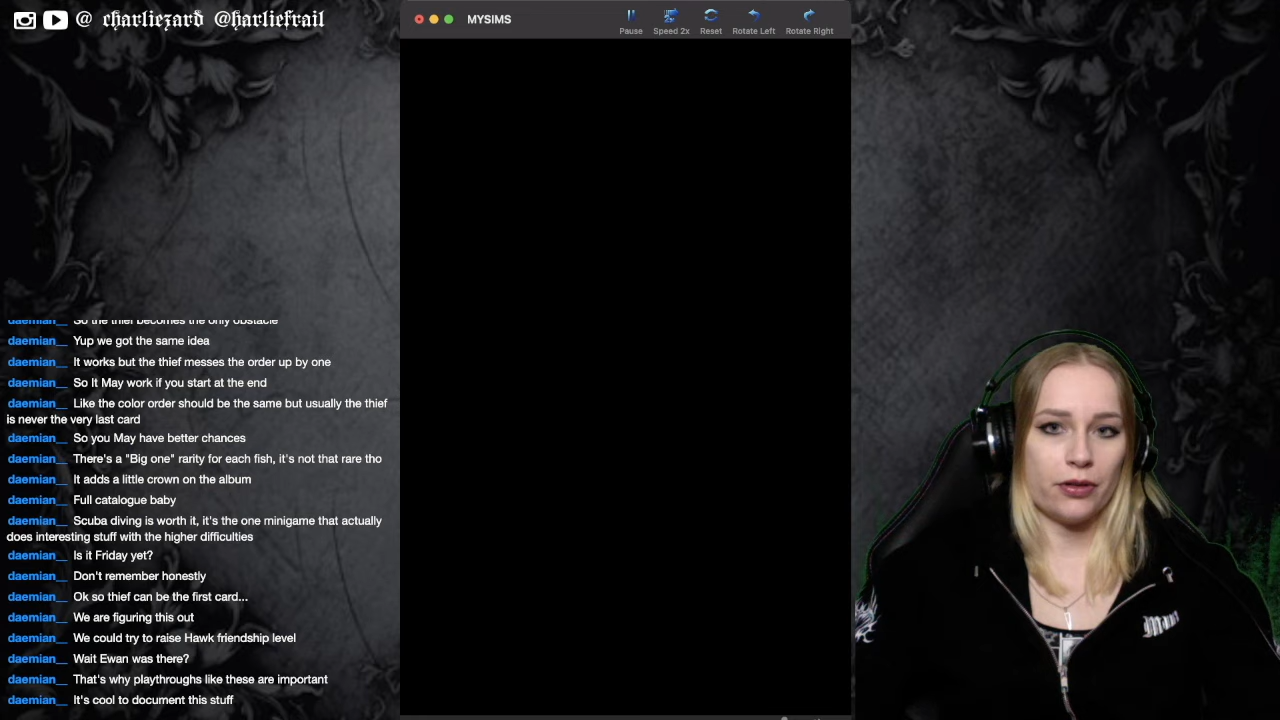 @ charliezard @harliefrail
MYSIMS
Pause Speed 2x Reset Rotate Left Rotate Right
daemian__ So the thief becomes the only obstacle
daemian__ Yup we got the same idea
daemian__ It works but the thief messes the order up by one
daemian__ So It May work if you start at the end
daemian__ Like the color order should be the same but usually the thief
is never the very last card
daemian__ So you May have better chances
daemian__ There's a "Big one" rarity for each fish, it's not that rare tho
daemian__ It adds a little crown on the album
daemian__ Full catalogue baby
daemian__ Scuba diving is worth it, it's the one minigame that actually
does interesting stuff with the higher difficulties
daemian__ Is it Friday yet?
daemian__ Don't remember honestly
daemian__ Ok so thief can be the first card...
daemian__ We are figuring this out
daemian__ We could try to raise Hawk friendship level
daemian__ Wait Ewan was there?
daemian__ That's why playthroughs like these are important
daemian__ It's cool to document this stuff